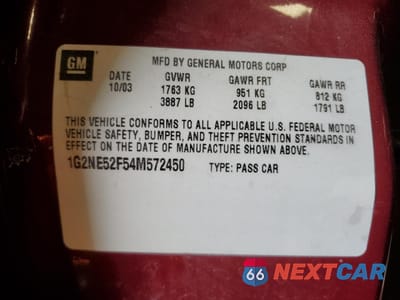 GM
MFD BY GENERAL MOTORS CORP
DATE GVWR GAWR FRT GAWR RR
10/03 1763 KG 951 KG 812 KG
3887 LB 2096 LB 1791 LB
THIS VEHICLE CONFORMS TO ALL APPLICABLE U.S. FEDERAL MOTOR
VEHICLE SAFETY, BUMPER, AND THEFT PREVENTION STANDARDS IN
EFFECT ON THE DATE OF MANUFACTURE SHOWN ABOVE.
1G2NE52F54M572450 TYPE: PASS CAR
66 NEXTCAR